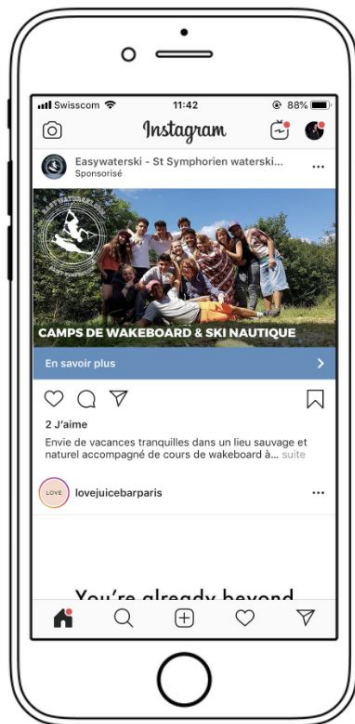 Swisscom 11:42 88%
Instagram
Easywaterski - St Symphorien waterski...
Sponsorisé
CAMPS DE WAKEBOARD & SKI NAUTIQUE
En savoir plus
2 J'aime
Envie de vacances tranquilles dans un lieu sauvage et
naturel accompagné de cours de wakeboard à... suite
LOVE lovejuicebarparis
You're already beyond